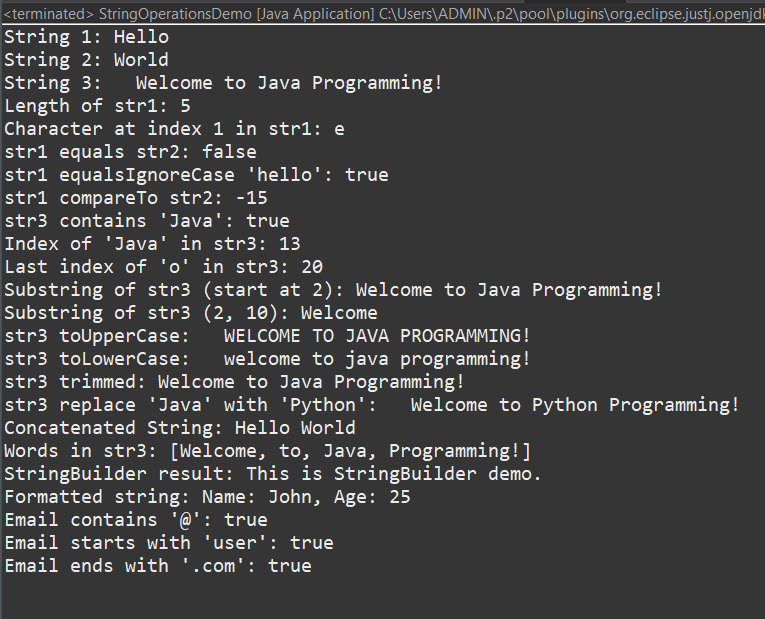 <terminated> StringOperationsDemo [Java Application] C:\Users\ADMIN\.p2\pool\plugins\org.eclipse.justj.openjdk
String 1: Hello
String 2: World
String 3:   Welcome to Java Programming!
Length of str1: 5
Character at index 1 in str1: e
str1 equals str2: false
str1 equalsIgnoreCase 'hello': true
str1 compareTo str2: -15
str3 contains 'Java': true
Index of 'Java' in str3: 13
Last index of 'o' in str3: 20
Substring of str3 (start at 2): Welcome to Java Programming!
Substring of str3 (2, 10): Welcome
str3 toUpperCase:   WELCOME TO JAVA PROGRAMMING!
str3 toLowerCase:   welcome to java programming!
str3 trimmed: Welcome to Java Programming!
str3 replace 'Java' with 'Python':   Welcome to Python Programming!
Concatenated String: Hello World
Words in str3: [Welcome, to, Java, Programming!]
StringBuilder result: This is StringBuilder demo.
Formatted string: Name: John, Age: 25
Email contains '@': true
Email starts with 'user': true
Email ends with '.com': true